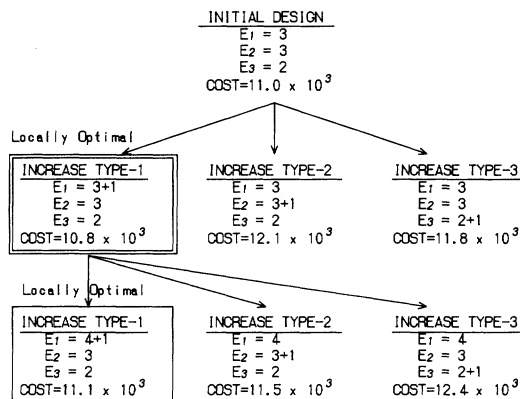 INITIAL DESIGN
E1 = 3
E2 = 3
E3 = 2
COST=11.0 x 10^3
Locally Optimal
INCREASE TYPE-1
E1 = 3+1
E2 = 3
E3 = 2
COST=10.8 x 10^3
INCREASE TYPE-2
E1 = 3
E2 = 3+1
E3 = 2
COST=12.1 x 10^3
INCREASE TYPE-3
E1 = 3
E2 = 3
E3 = 2+1
COST=11.8 x 10^3
Locally Optimal
INCREASE TYPE-1
E1 = 4+1
E2 = 3
E3 = 2
COST=11.1 x 10^3
INCREASE TYPE-2
E1 = 4
E2 = 3+1
E3 = 2
COST=11.5 x 10^3
INCREASE TYPE-3
E1 = 4
E2 = 3
E3 = 2+1
COST=12.4 x 10^3